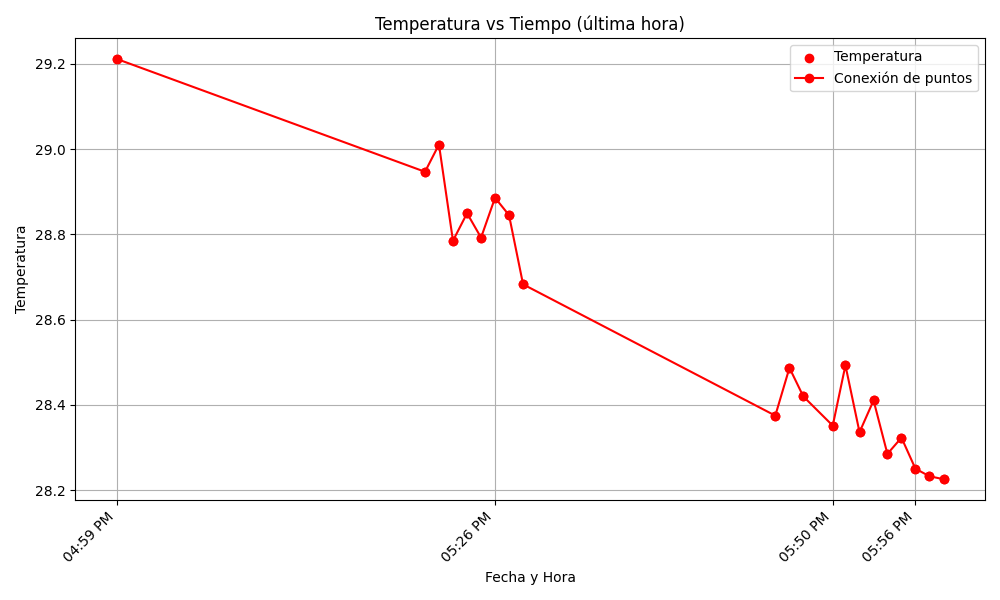 Temperatura vs Tiempo (última hora)
Temperatura
Conexión de puntos
29.2
29.0
28.8
28.6
28.4
28.2
Temperatura
04:59 PM
05:26 PM
05:50 PM
05:56 PM
Fecha y Hora